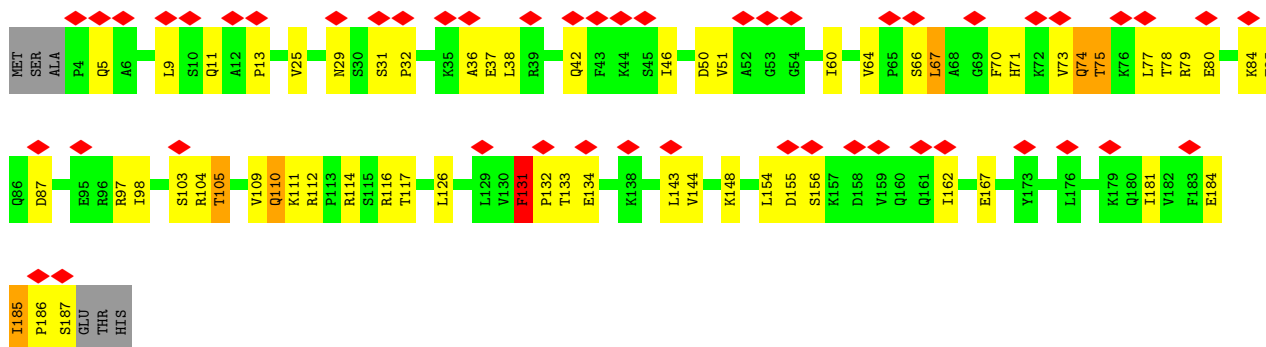 MET SER ALA P4 Q5 A6 L9 S10 Q11 A12 P13 V25 N29 S30 S31 P32 K35 A36 E37 L38 R39 Q42 F43 K44 S45 I46 D50 V51 A52 G53 G54 I60 V64 P65 S66 L67 A68 G69 F70 H71 K72 V73 Q74 T75 K76 L77 T78 R79 E80 K84
Q86 D87 E95 R96 R97 I98 S103 R104 T105 V109 Q110 K111 R112 P113 R114 S115 R116 T117 L126 L129 V130 F131 P132 T133 E134 K138 L143 V144 K148 L154 D155 S156 K157 D158 V159 Q160 Q161 I162 E167 Y173 L176 K179 Q180 I181 V182 F183 E184
I185 P186 S187 GLU THR HIS